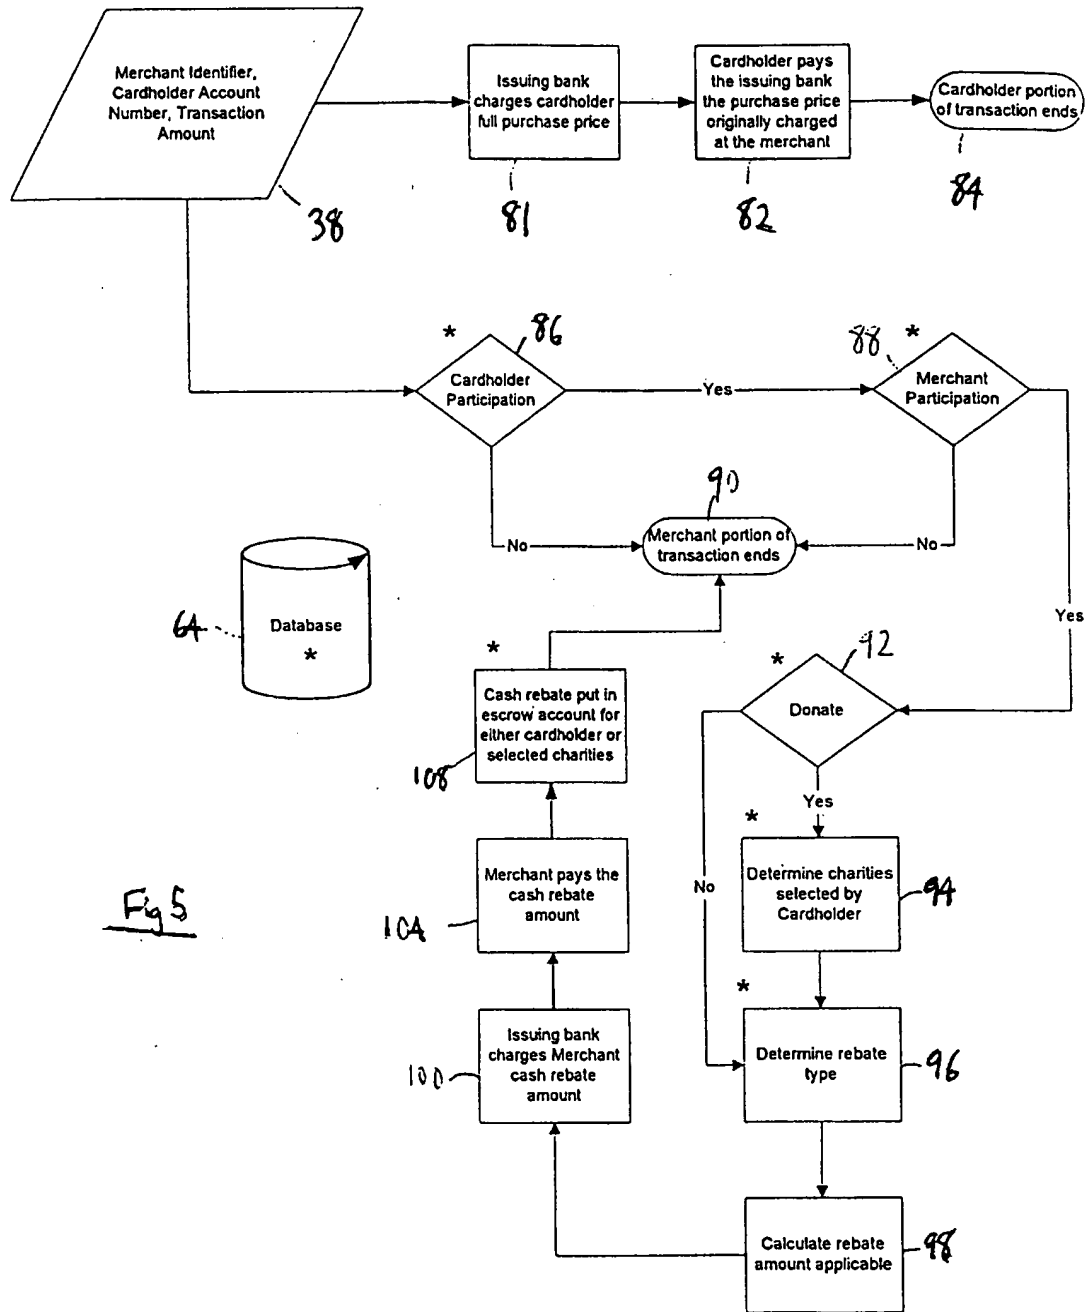 Merchant Identifier,
Cardholder Account
Number, Transaction
Amount
38
Issuing bank
charges cardholder
full purchase price
81
Cardholder pays
the issuing bank
the purchase price
originally charged
at the merchant
82
Cardholder portion
of transaction ends
84
*
86
Cardholder
Participation
Yes
88
*
Merchant
Participation
No
90
Merchant portion of
transaction ends
No
Yes
64
Database
*
*
Cash rebate put in
escrow account for
either cardholder or
selected charities
108
*
92
Donate
Yes
No
*
Determine charities
selected by
Cardholder
94
Merchant pays the
cash rebate
amount
104
Fig 5
*
Determine rebate
type
96
Issuing bank
charges Merchant
cash rebate
amount
100
Calculate rebate
amount applicable
98